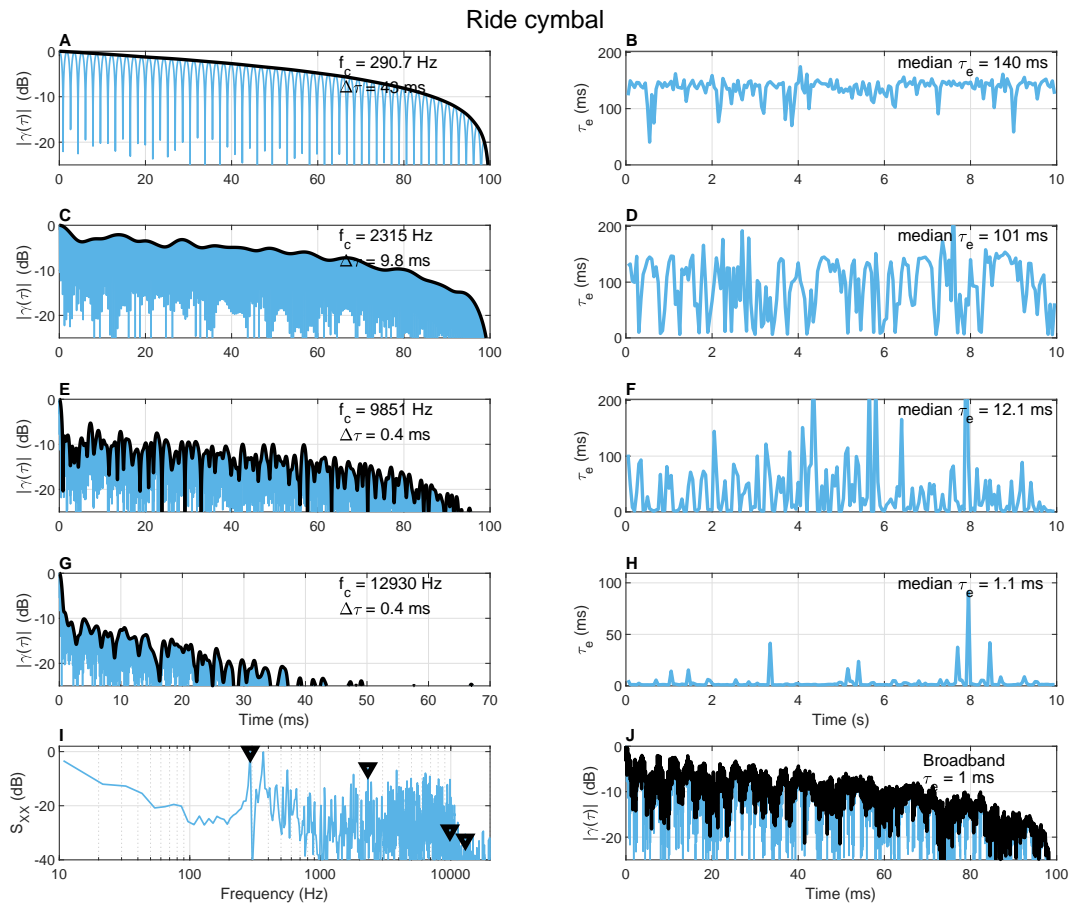 Ride cymbal
A
0
-10
-20
|γ(τ)| (dB)
f_c = 290.7 Hz
Δτ = 43 ms
0 20 40 60 80 100
B
200
100
0
τ_e (ms)
median τ_e = 140 ms
0 2 4 6 8 10
C
0
-10
-20
|γ(τ)| (dB)
f_c = 2315 Hz
Δτ = 9.8 ms
0 20 40 60 80 100
D
200
100
0
τ_e (ms)
median τ_e = 101 ms
0 2 4 6 8 10
E
0
-10
-20
|γ(τ)| (dB)
f_c = 9851 Hz
Δτ = 0.4 ms
0 20 40 60 80 100
F
200
100
0
τ_e (ms)
median τ_e = 12.1 ms
0 2 4 6 8 10
G
0
-10
-20
|γ(τ)| (dB)
f_c = 12930 Hz
Δτ = 0.4 ms
0 10 20 30 40 50 60 70
Time (ms)
H
100
50
0
τ_e (ms)
median τ_e = 1.1 ms
0 2 4 6 8 10
Time (s)
I
0
-20
-40
S_XX (dB)
10 100 1000 10000
Frequency (Hz)
J
0
-10
-20
|γ(τ)| (dB)
Broadband
τ_e = 1 ms
0 20 40 60 80 100
Time (ms)